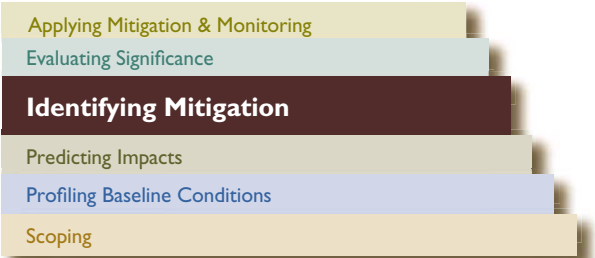 Applying Mitigation & Monitoring
Evaluating Significance
Identifying Mitigation
Predicting Impacts
Profiling Baseline Conditions
Scoping